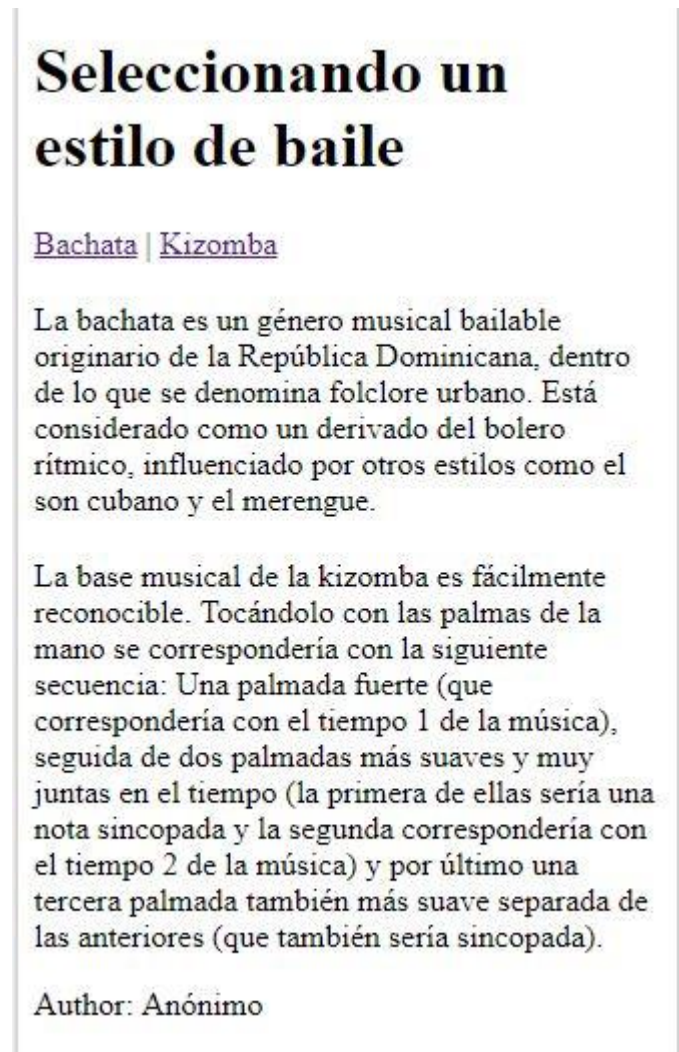 Seleccionando un
estilo de baile
Bachata | Kizomba
La bachata es un género musical bailable
originario de la República Dominicana, dentro
de lo que se denomina folclore urbano. Está
considerado como un derivado del bolero
rítmico, influenciado por otros estilos como el
son cubano y el merengue.
La base musical de la kizomba es fácilmente
reconocible. Tocándolo con las palmas de la
mano se correspondería con la siguiente
secuencia: Una palmada fuerte (que
correspondería con el tiempo 1 de la música),
seguida de dos palmadas más suaves y muy
juntas en el tiempo (la primera de ellas sería una
nota sincopada y la segunda correspondería con
el tiempo 2 de la música) y por último una
tercera palmada también más suave separada de
las anteriores (que también sería sincopada).
Author: Anónimo